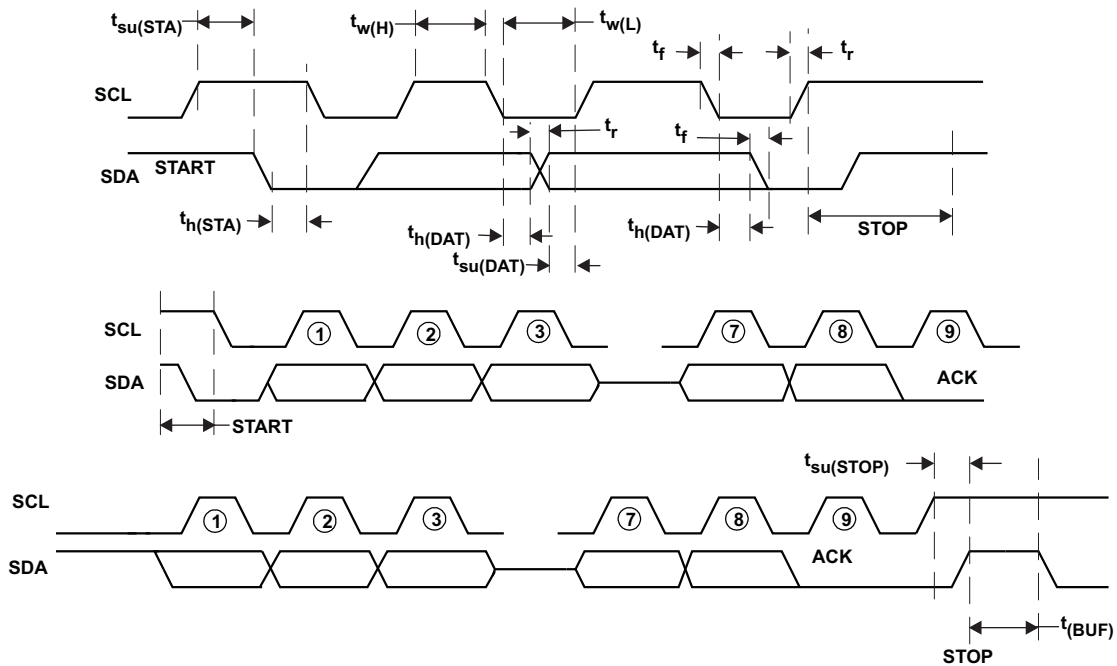 tsu(STA) tw(H) tw(L)
tf tr
SCL
tr tf
START
SDA
th(STA) th(DAT) th(DAT) STOP
tsu(DAT)
SCL 1 2 3 7 8 9
SDA ACK
START
tsu(STOP)
SCL 1 2 3 7 8 9
SDA ACK
t(BUF)
STOP